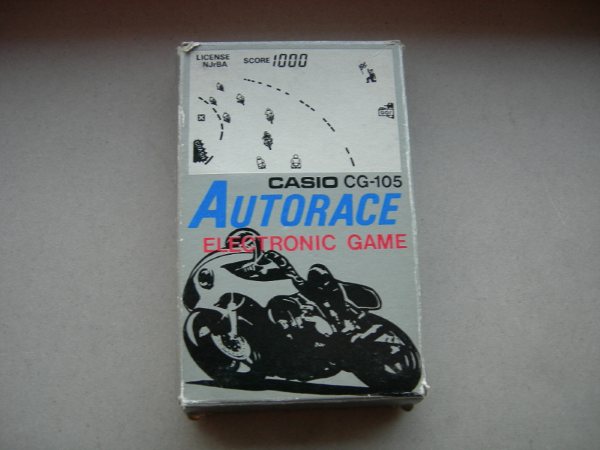 LICENSE
NJrBA
SCORE 1000
CASIO CG-105
AUTORACE
ELECTRONIC GAME